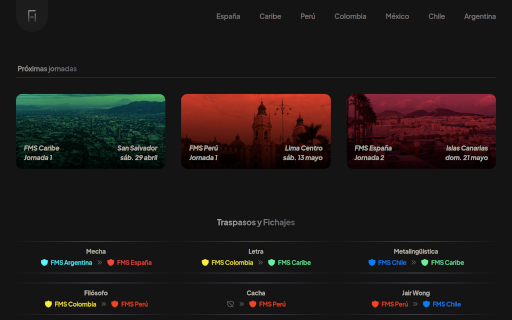 España Caribe Perú Colombia México Chile Argentina
Próximas jornadas
FMS Caribe San Salvador
Jornada 1 sáb. 29 abril
FMS Perú Lima Centro
Jornada 1 sáb. 13 mayo
FMS España Islas Canarias
Jornada 2 dom. 21 mayo
Traspasos y Fichajes
Mecha
FMS Argentina » FMS España
Letra
FMS Colombia » FMS Caribe
Metalingüistica
FMS Chile » FMS Caribe
Filósofo
FMS Colombia » FMS Perú
Cacha
» FMS Perú
Jair Wong
FMS Perú » FMS Chile